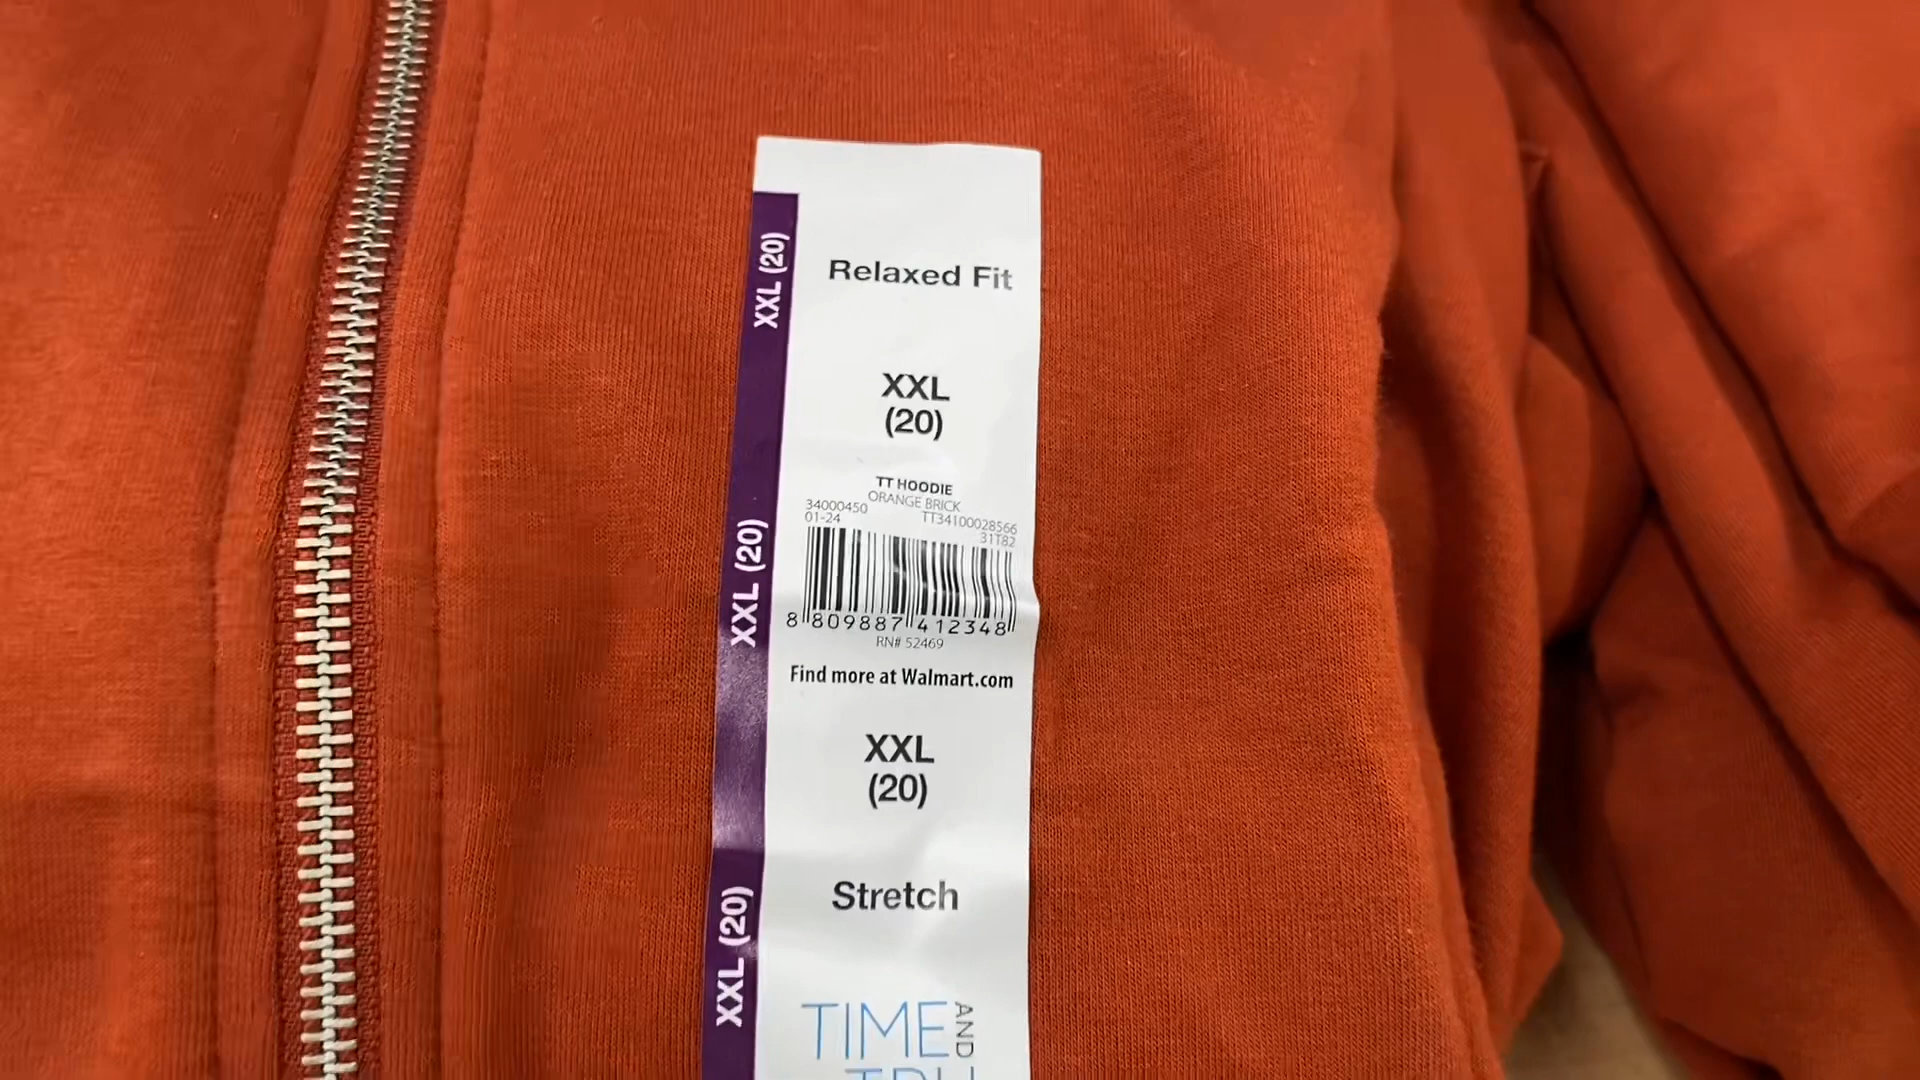 Relaxed Fit
XXL (20)
XXL
(20)
TT HOODIE
ORANGE BRICK
34000450
TT34100028566
01-24
31T82
XXL (20)
8 809887 412348
RN# 52469
Find more at Walmart.com
XXL
(20)
Stretch
XXL (20)
TIME AND
TRU